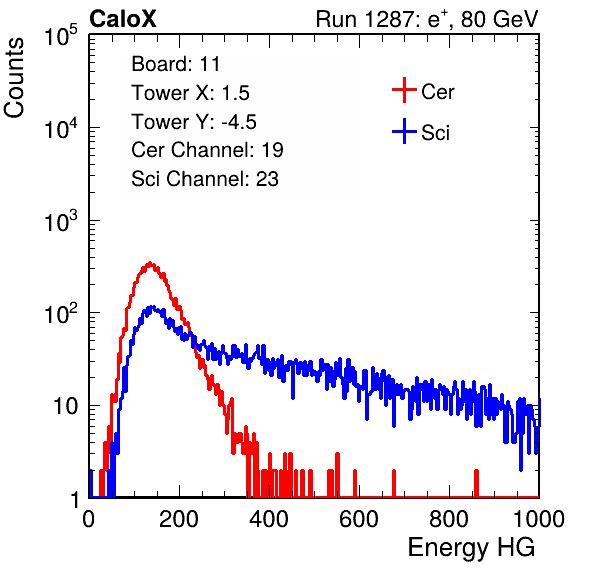 CaloX Run 1287: e⁺, 80 GeV
Counts
Board: 11
Tower X: 1.5
Tower Y: -4.5
Cer Channel: 19
Sci Channel: 23
Cer
Sci
10⁵
10⁴
10³
10²
10
1
0 200 400 600 800 1000
Energy HG